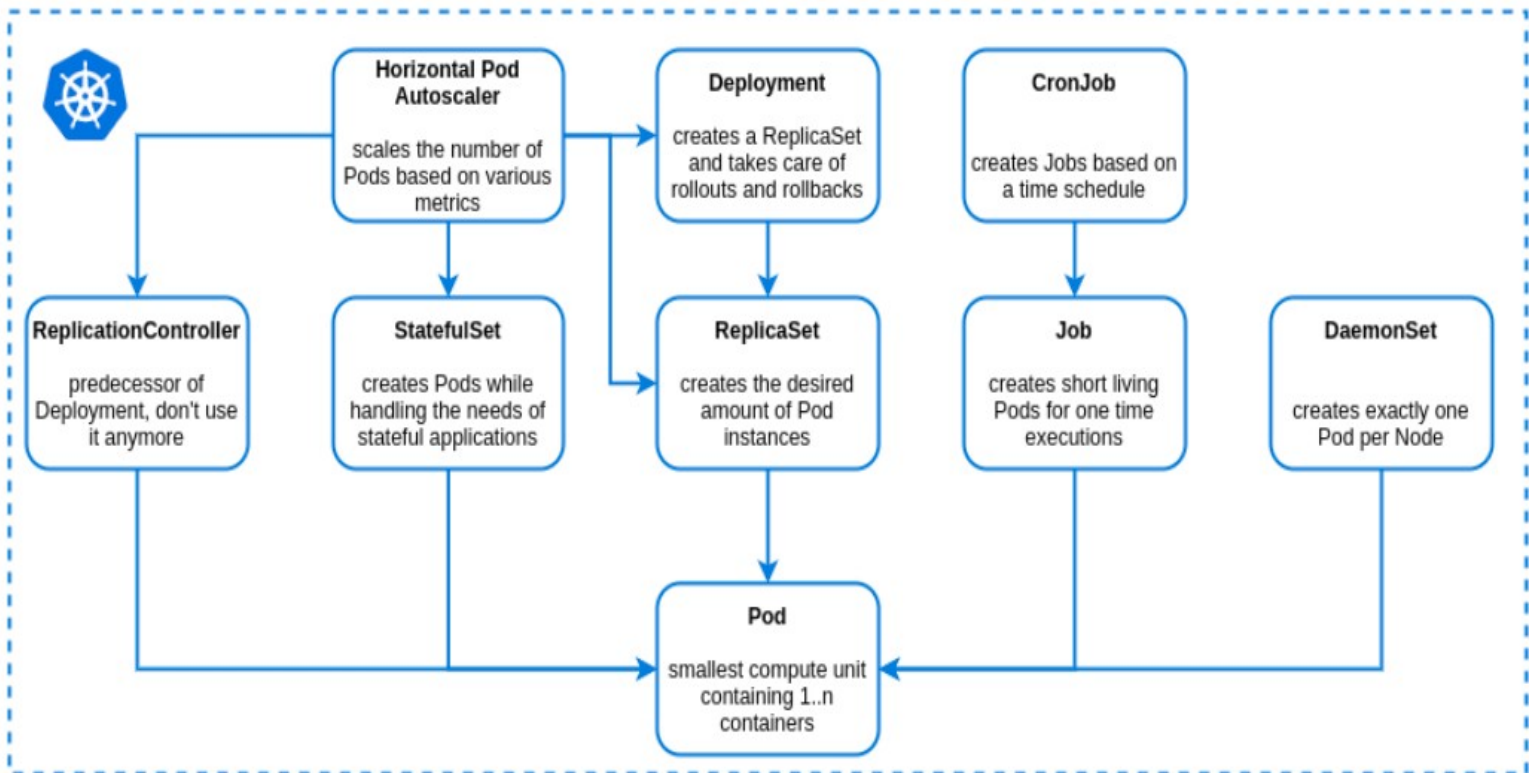 Horizontal Pod
Autoscaler
scales the number of
Pods based on various
metrics
Deployment
creates a ReplicaSet
and takes care of
rollouts and rollbacks
CronJob
creates Jobs based on
a time schedule
ReplicationController
predecessor of
Deployment, don't use
it anymore
StatefulSet
creates Pods while
handling the needs of
stateful applications
ReplicaSet
creates the desired
amount of Pod
instances
Job
creates short living
Pods for one time
executions
DaemonSet
creates exactly one
Pod per Node
Pod
smallest compute unit
containing 1..n
containers